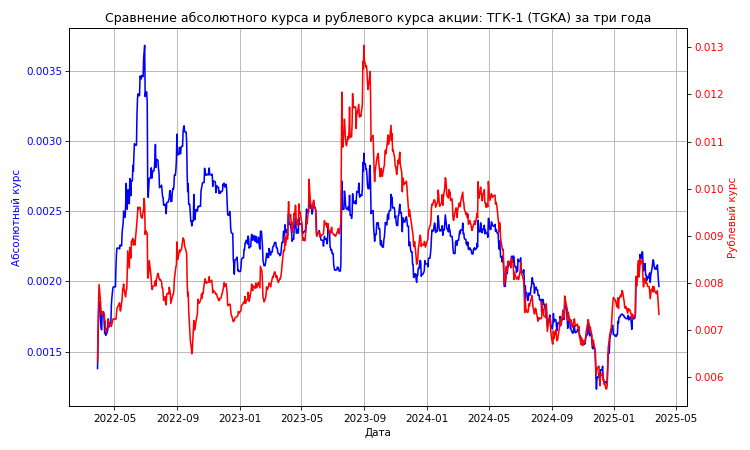 Сравнение абсолютного курса и рублевого курса акции: ТГК-1 (TGKA) за три года
0.0035
0.0030
0.0025
0.0020
0.0015
Абсолютный курс
0.013
0.012
0.011
0.010
0.009
0.008
0.007
0.006
Рублевый курс
2022-05 2022-09 2023-01 2023-05 2023-09 2024-01 2024-05 2024-09 2025-01 2025-05
Дата